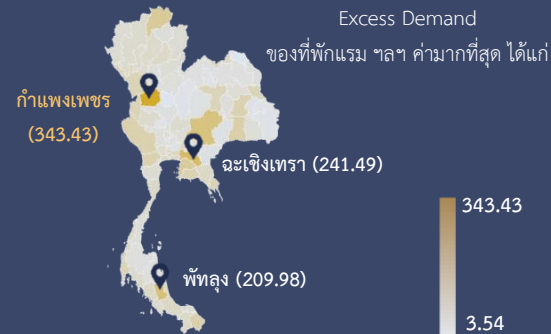 Excess Demand
ของที่พักแรม ฯลฯ ค่ามากที่สุด ได้แก่
กำแพงเพชร
(343.43)
ฉะเชิงเทรา (241.49)
343.43
พัทลุง (209.98)
3.54